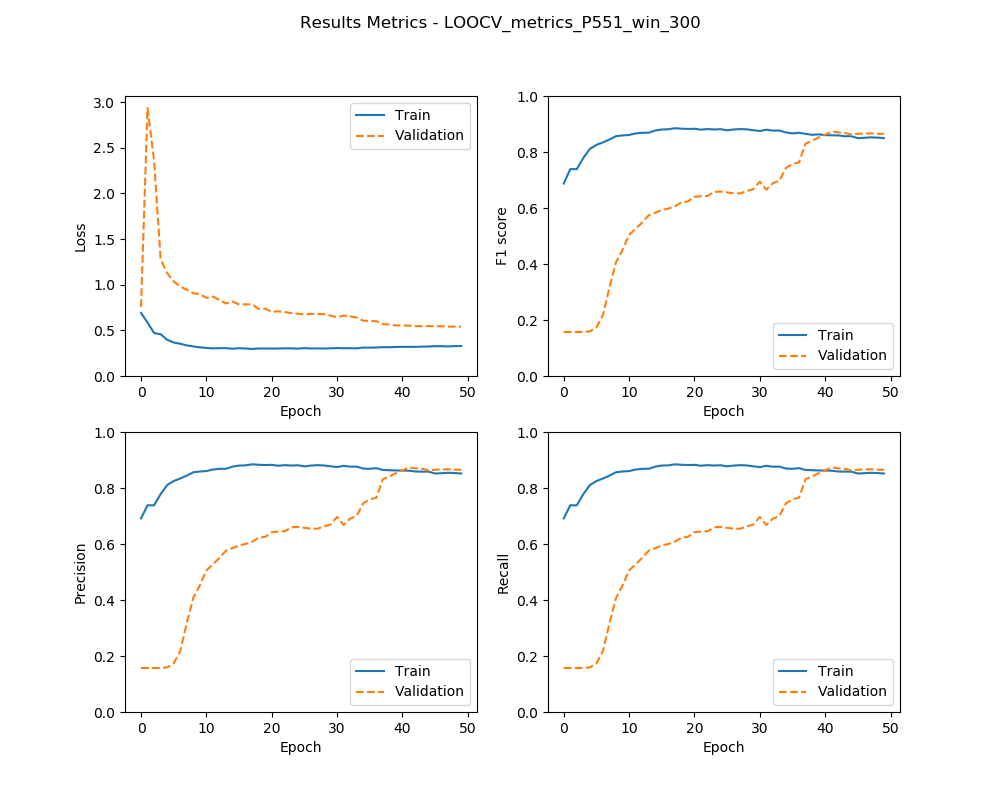 Results Metrics - LOOCV_metrics_P551_win_300
3.0
2.5
2.0
1.5
1.0
0.5
0.0
Loss
Train
Validation
0 10 20 30 40 50
Epoch
1.0
0.8
0.6
0.4
0.2
0.0
F1 score
Train
Validation
0 10 20 30 40 50
Epoch
1.0
0.8
0.6
0.4
0.2
0.0
Precision
Train
Validation
0 10 20 30 40 50
Epoch
1.0
0.8
0.6
0.4
0.2
0.0
Recall
Train
Validation
0 10 20 30 40 50
Epoch